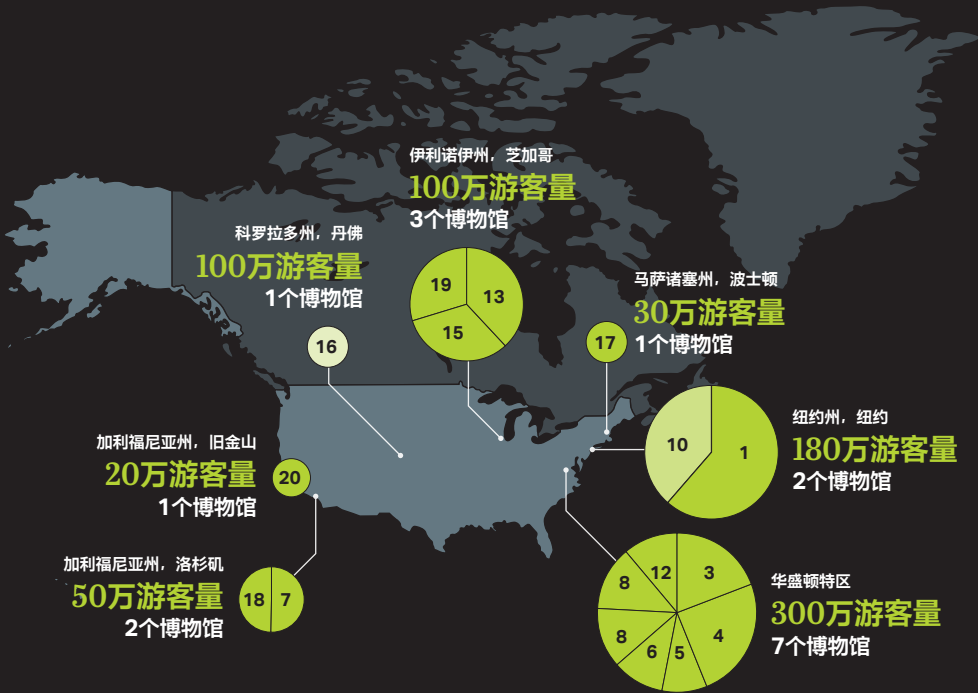 伊利诺伊州，芝加哥
100万游客量
3个博物馆
19
13
15
科罗拉多州，丹佛
100万游客量
1个博物馆
16
马萨诸塞州，波士顿
30万游客量
1个博物馆
17
纽约州，纽约
180万游客量
2个博物馆
10
1
加利福尼亚州，旧金山
20万游客量
1个博物馆
20
加利福尼亚州，洛杉矶
50万游客量
2个博物馆
18
7
华盛顿特区
300万游客量
7个博物馆
12
3
8
4
8
6
5